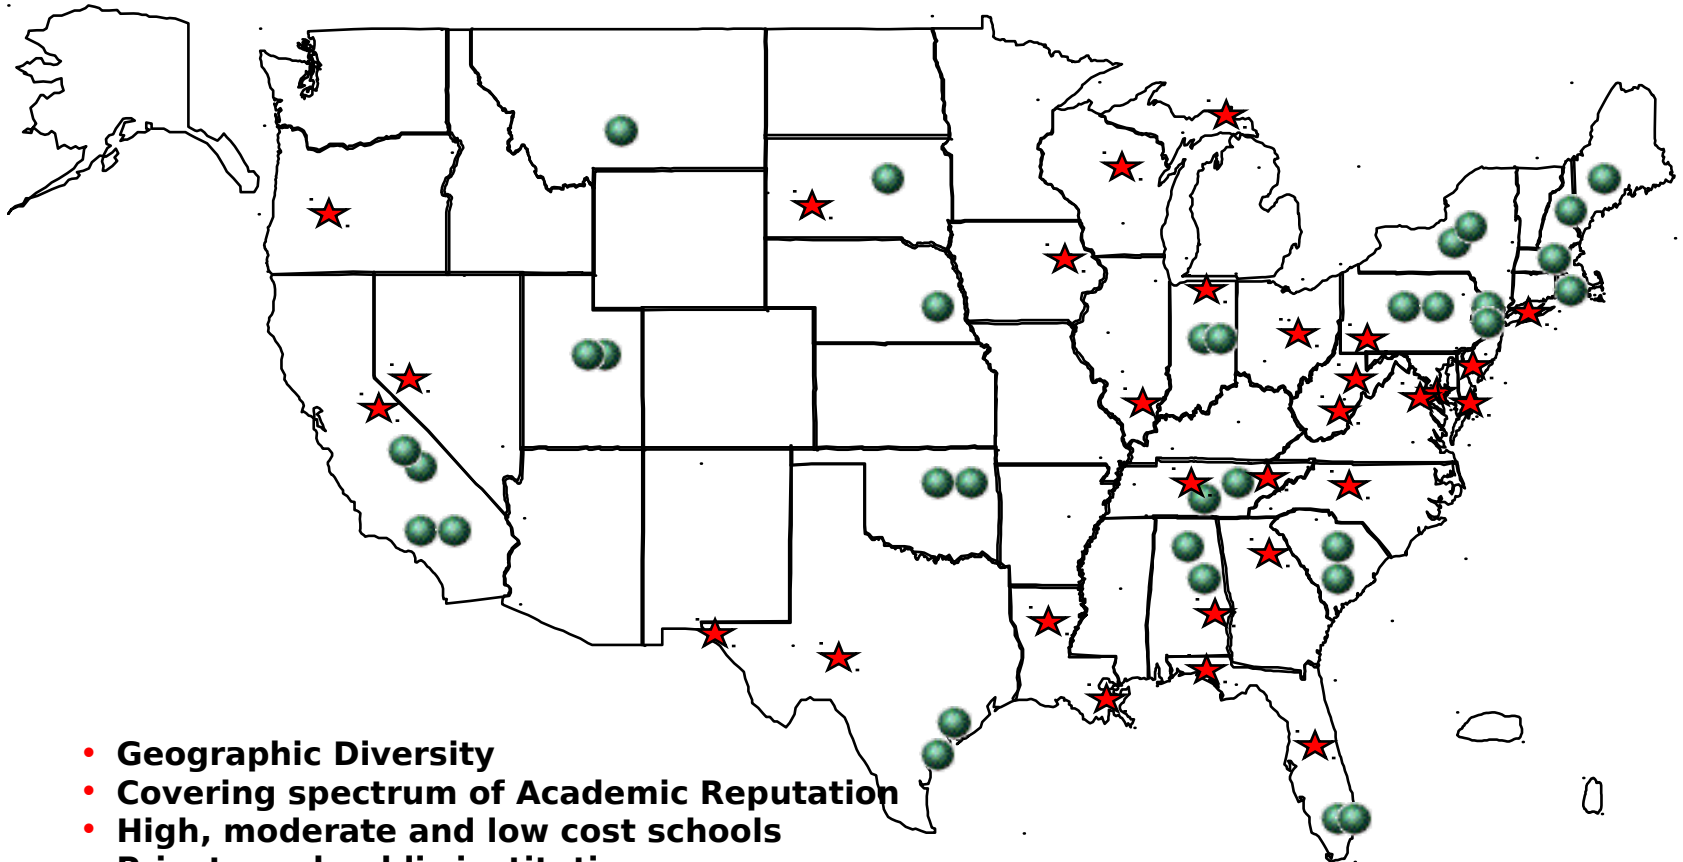 • Geographic Diversity
• Covering spectrum of Academic Reputation
• High, moderate and low cost schools